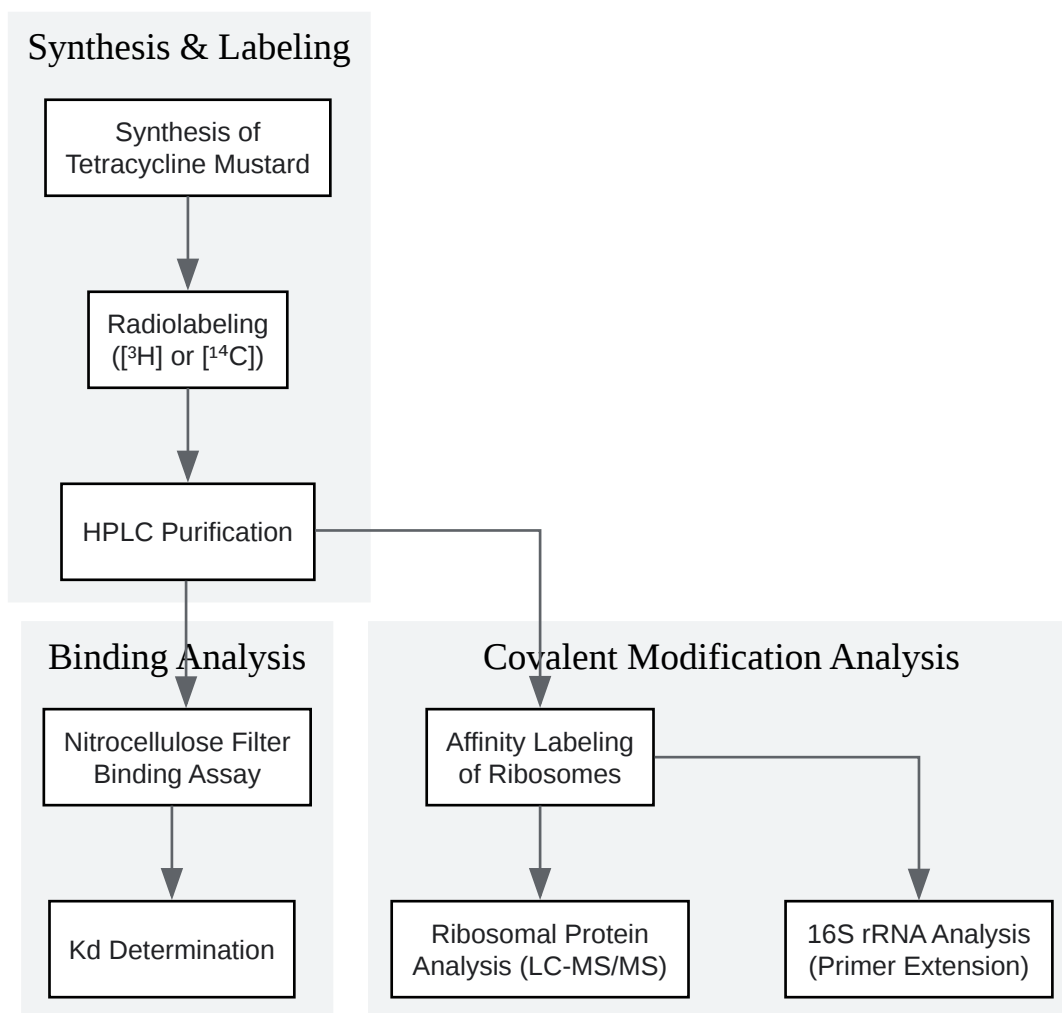 Synthesis & Labeling
Synthesis of
Tetracycline Mustard
Radiolabeling
([³H] or [¹⁴C])
HPLC Purification
Binding Analysis
Nitrocellulose Filter
Binding Assay
Kd Determination
Covalent Modification Analysis
Affinity Labeling
of Ribosomes
Ribosomal Protein
Analysis (LC-MS/MS)
16S rRNA Analysis
(Primer Extension)